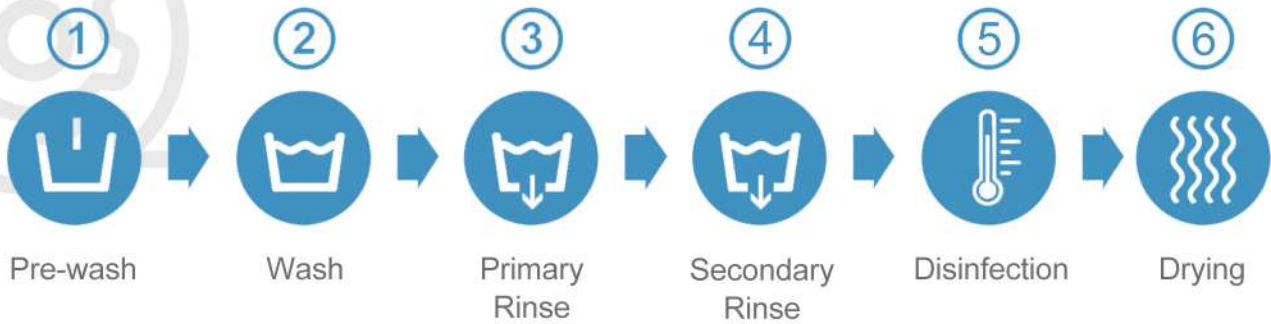 1 2 3 4 5 6
Pre-wash Wash Primary Secondary Disinfection Drying
Rinse Rinse